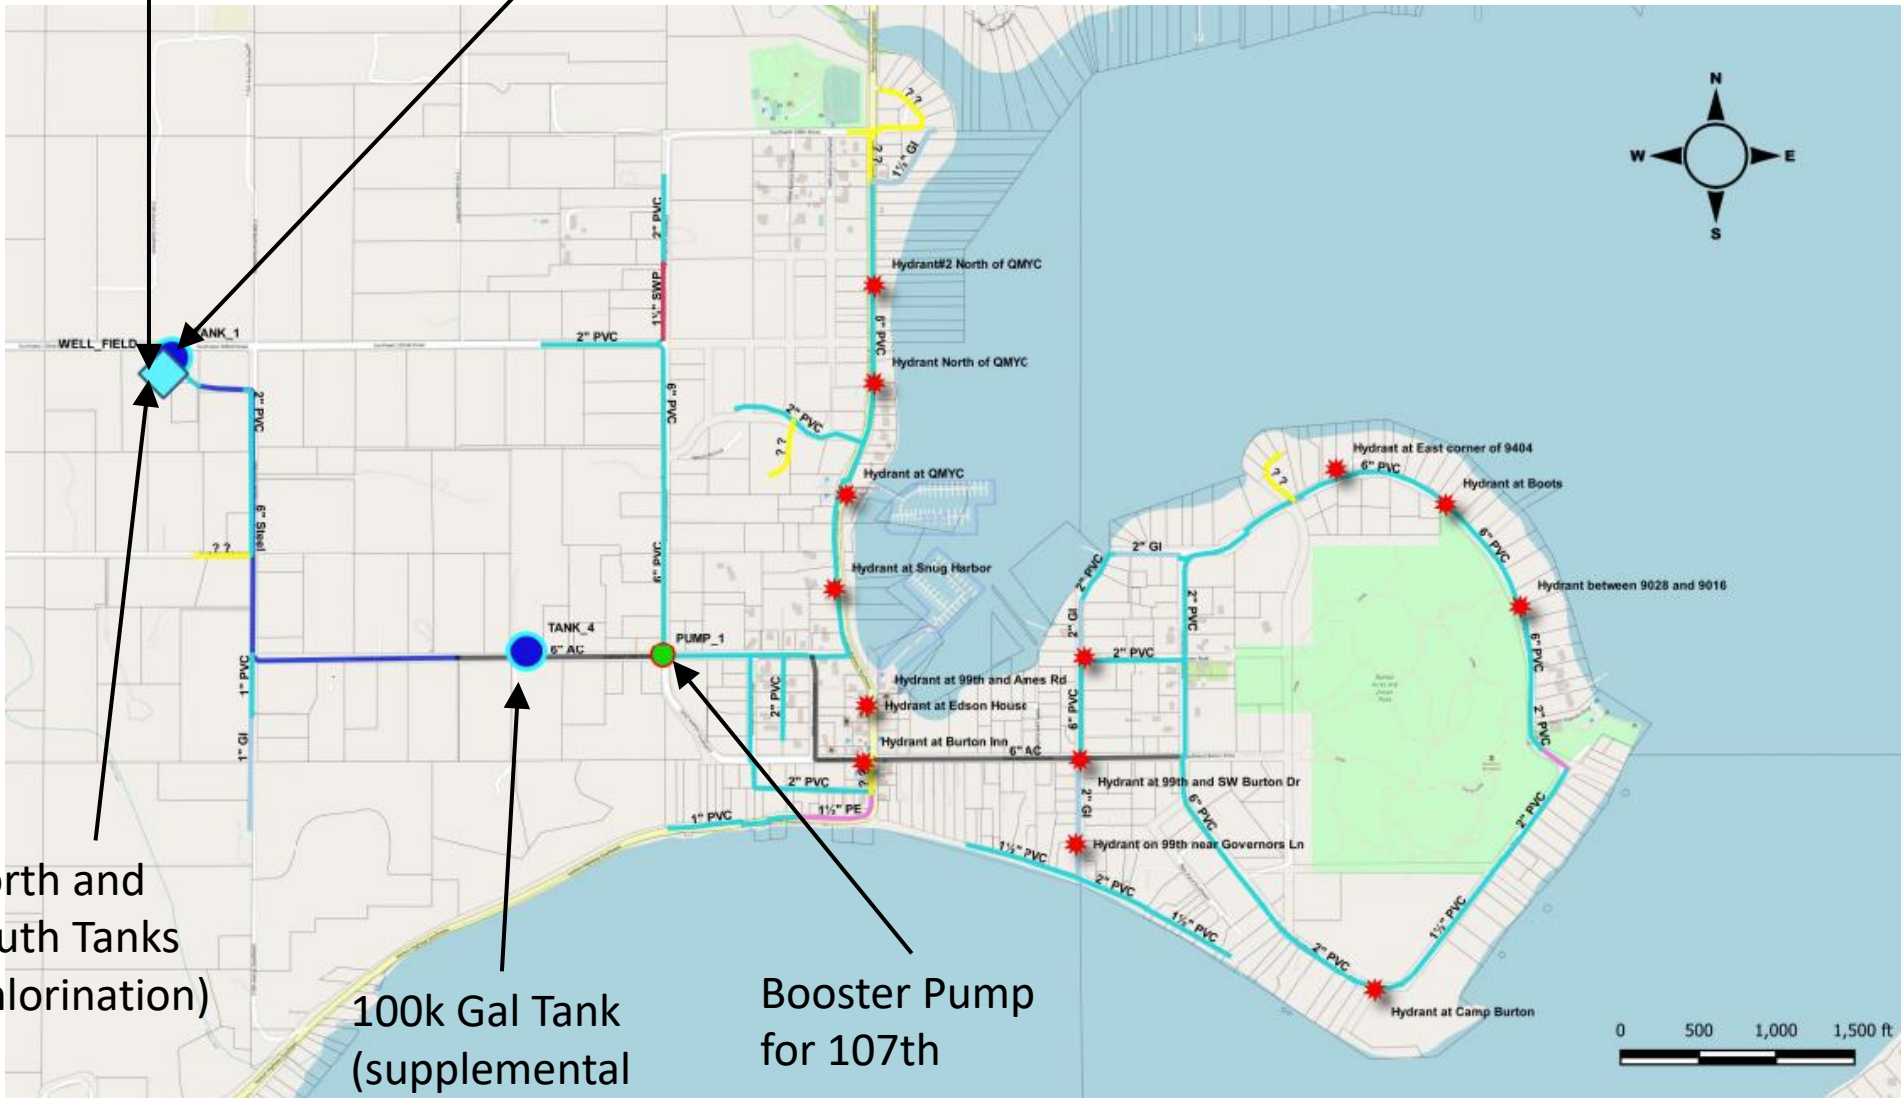 N
W
E
S
? ?
? ?
1½" GI
2" PVC
Hydrant#2 North of QMYC
1½" SWP
6" PVC
WELL_FIELD
TANK_1
2" PVC
Hydrant North of QMYC
2" PVC
6" PVC
2" PVC
? ?
Hydrant at East corner of 9404
6" PVC
Hydrant at QMYC
Hydrant at Boots
6" Steel
? ?
? ?
6" PVC
2" GI
6" PVC
2" PVC
Hydrant at Snug Harbor
Hydrant between 9028 and 9016
2" PVC
2" GI
TANK_4
6" AC
PUMP_1
2" PVC
6" PVC
1" PVC
Hydrant at 99th and Ames Rd
2" PVC
Hydrant at Edson House
6" PVC
2" PVC
1" GI
Hydrant at Burton Inn
6" AC
2" PVC
? ?
Hydrant at 99th and SW Burton Dr
2" GI
6" PVC
2" PVC
1" PVC
1½" PE
1½" PVC
Hydrant on 99th near Governors Ln
2" PVC
1½" PVC
2" PVC
1½" PVC
Hydrant at Camp Burton
orth and
uth Tanks
hlorination)
100k Gal Tank
(supplemental
Booster Pump
for 107th
0 500 1,000 1,500 ft